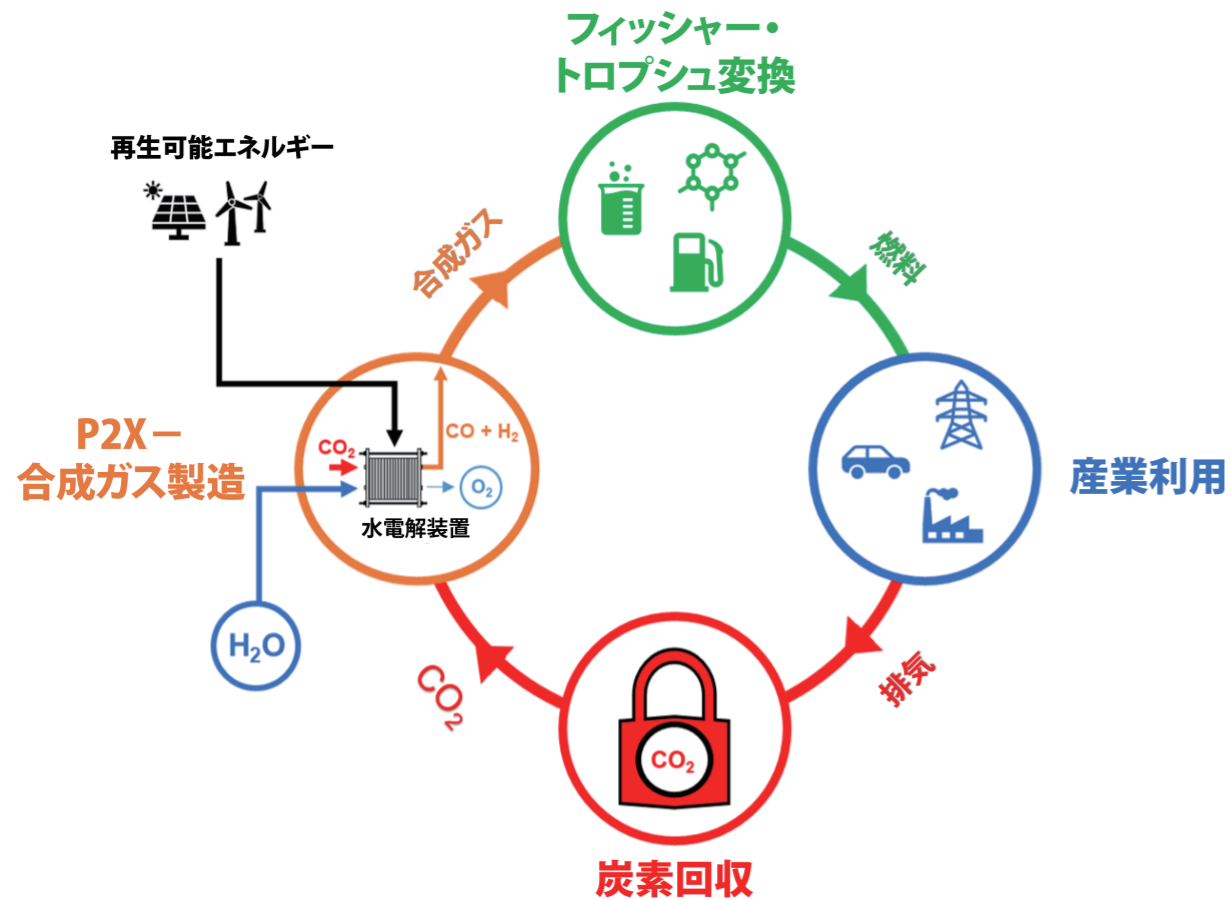 フィッシャー・
トロプシュ変換
再生可能エネルギー
合成ガス
燃料
P2X－
合成ガス製造
CO₂
CO + H₂
O₂
水電解装置
産業利用
H₂O
CO₂
排気
CO₂
炭素回収